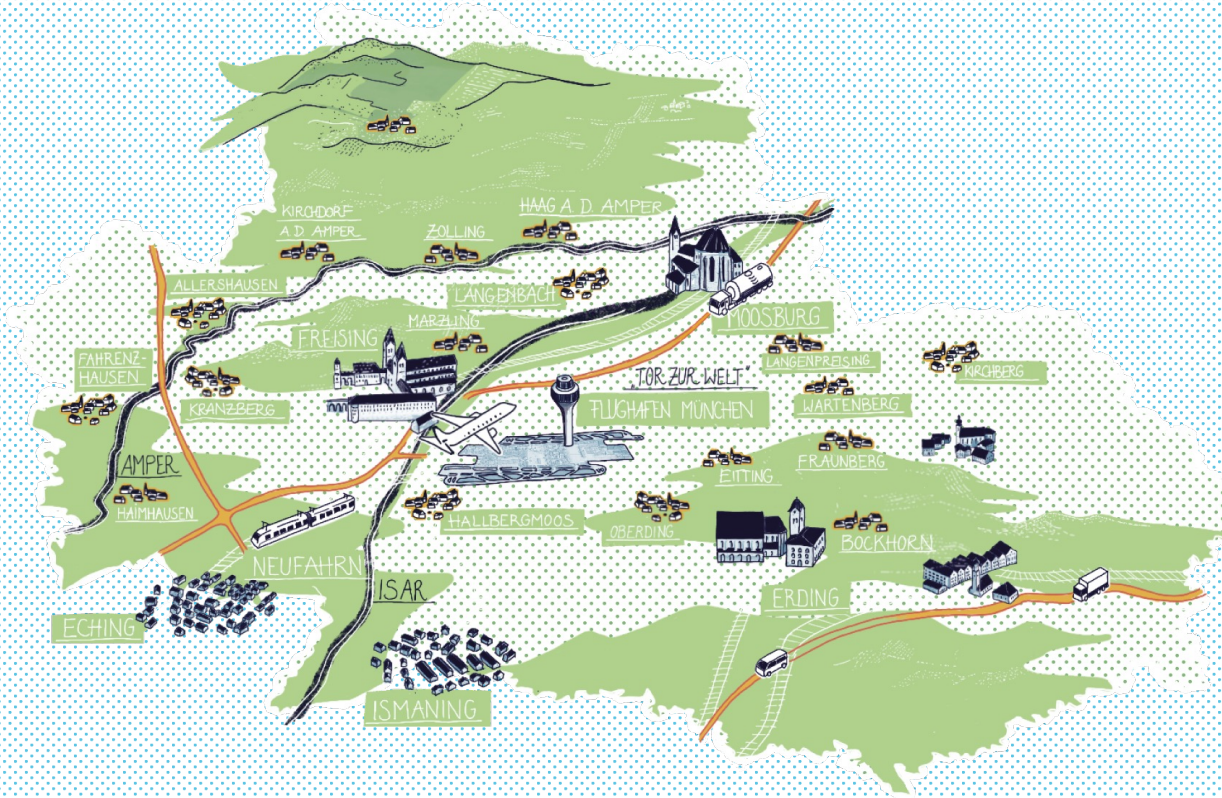 KIRCHDORF
A D. AMPER
ZOLLING
HAAG A. D. AMPER
ALLERSHAUSEN
LANGENBACH
MOOSBURG
FREISING
MARZLING
FAHRENZ-
HAUSEN
KRANZBERG
LANGENPREISING
KIRCHBERG
„TOR ZUR WELT"
FLUGHAFEN MÜNCHEN
WARTENBERG
AMPER
HAIMHAUSEN
EITTING
FRAUNBERG
HALLBERGMOOS
OBERDING
BOCKHORN
NEUFAHRN
ISAR
ERDING
ECHING
ISMANING